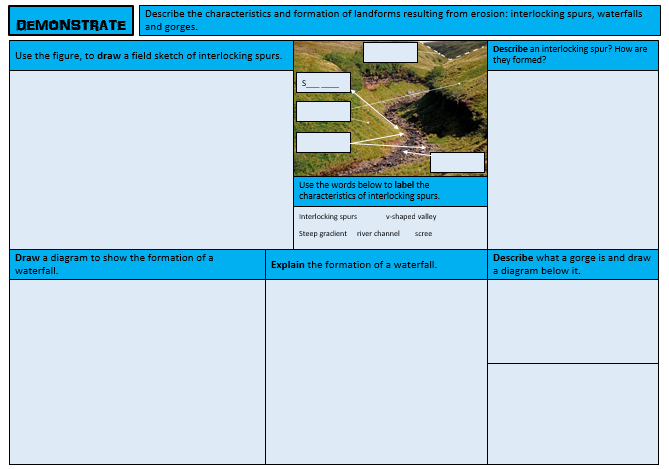 DEMONSTRATE
Describe the characteristics and formation of landforms resulting from erosion: interlocking spurs, waterfalls
and gorges.
Use the figure, to draw a field sketch of interlocking spurs.
S___ ____
Describe an interlocking spur? How are
they formed?
Use the words below to label the
characteristics of interlocking spurs.
Interlocking spurs v-shaped valley
Steep gradient river channel scree
Draw a diagram to show the formation of a
waterfall.
Explain the formation of a waterfall.
Describe what a gorge is and draw
a diagram below it.